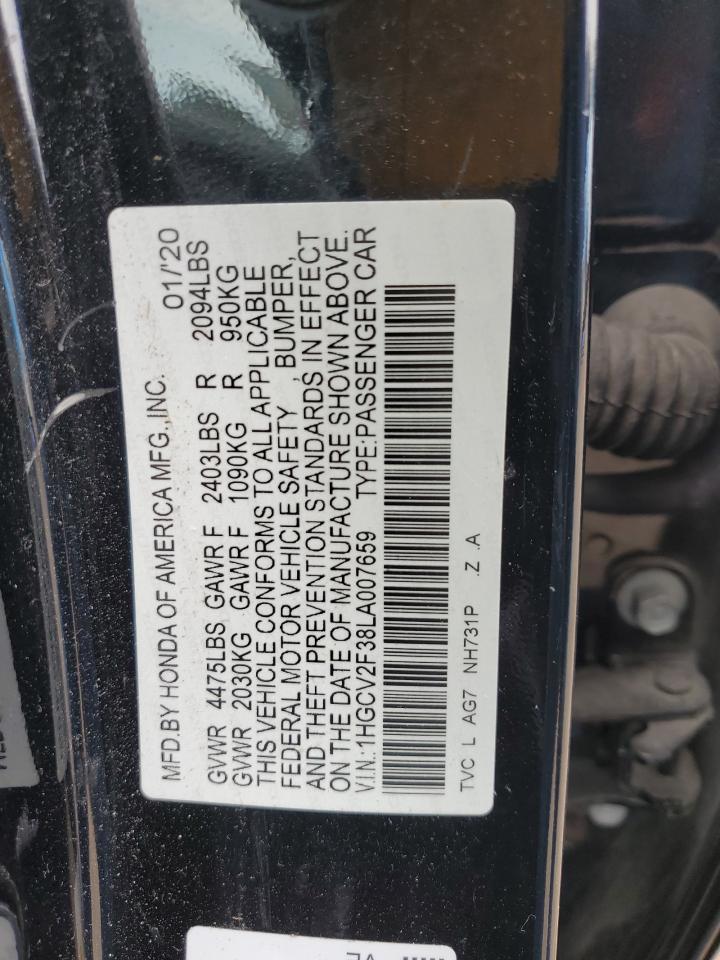 MFD.BY HONDA OF AMERICA MFG.,INC. 01/'20
GVWR 4475LBS GAWR F 2403LBS R 2094LBS
GVWR 2030KG GAWR F 1090KG R 950KG
THIS VEHICLE CONFORMS TO ALL APPLICABLE
FEDERAL MOTOR VEHICLE SAFETY , BUMPER,
AND THEFT PREVENTION STANDARDS IN EFFECT
ON THE DATE OF MANUFACTURE SHOWN ABOVE.
V.I.N.:1HGCV2F38LA007659 TYPE:PASSENGER CAR
TVC L AG7 NH731P .Z .A